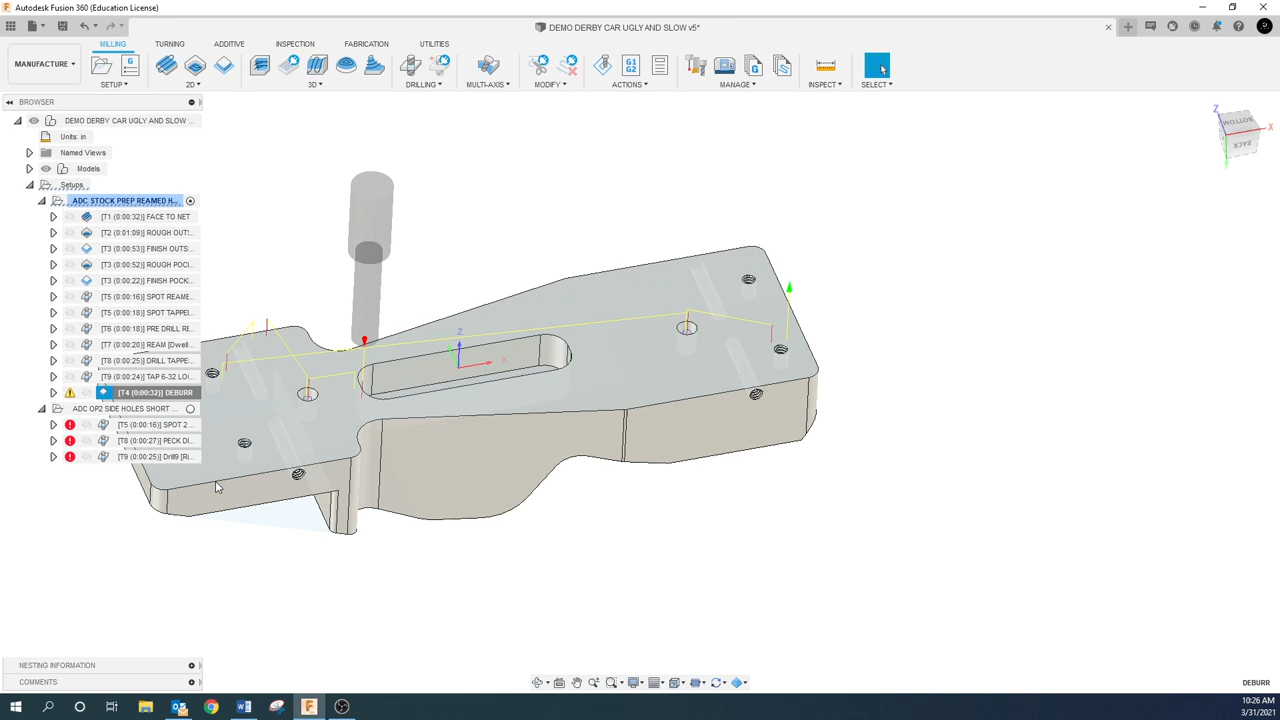 Autodesk Fusion 360 (Education License)
DEMO DERBY CAR UGLY AND SLOW v5*
MILLING TURNING ADDITIVE INSPECTION FABRICATION UTILITIES
MANUFACTURE
G1
G2
SETUP 2D 3D DRILLING MULTI-AXIS MODIFY ACTIONS MANAGE INSPECT SELECT
BROWSER
DEMO DERBY CAR UGLY AND SLOW ...
Units: in
Named Views
Models
Setups
ADC STOCK PREP REAMED H...
[T1 (0:00:32)] FACE TO NET
[T2 (0:01:09)] ROUGH OUT...
[T3 (0:00:53)] FINISH OUTS...
[T3 (0:00:52)] ROUGH POC...
[T3 (0:00:22)] FINISH POCK...
[T5 (0:00:16)] SPOT REAME...
[T5 (0:00:18)] SPOT TAPPE...
[T6 (0:00:18)] PRE DRILL RE...
[T7 (0:00:20)] REAM [Dwell...
[T8 (0:00:25)] DRILL TAPPE...
[T9 (0:00:24)] TAP 6-32 LO...
[T4 (0:00:32)] DEBURR
ADC OP2 SIDE HOLES SHORT ...
[T5 (0:00:16)] SPOT 2 ...
[T8 (0:00:27)] PECK DI...
[T9 (0:00:25)] Drill9 [Ri...
Z
X
Z
X
BOTTOM
BACK
NESTING INFORMATION
COMMENTS
DEBURR
10:26 AM
3/31/2021